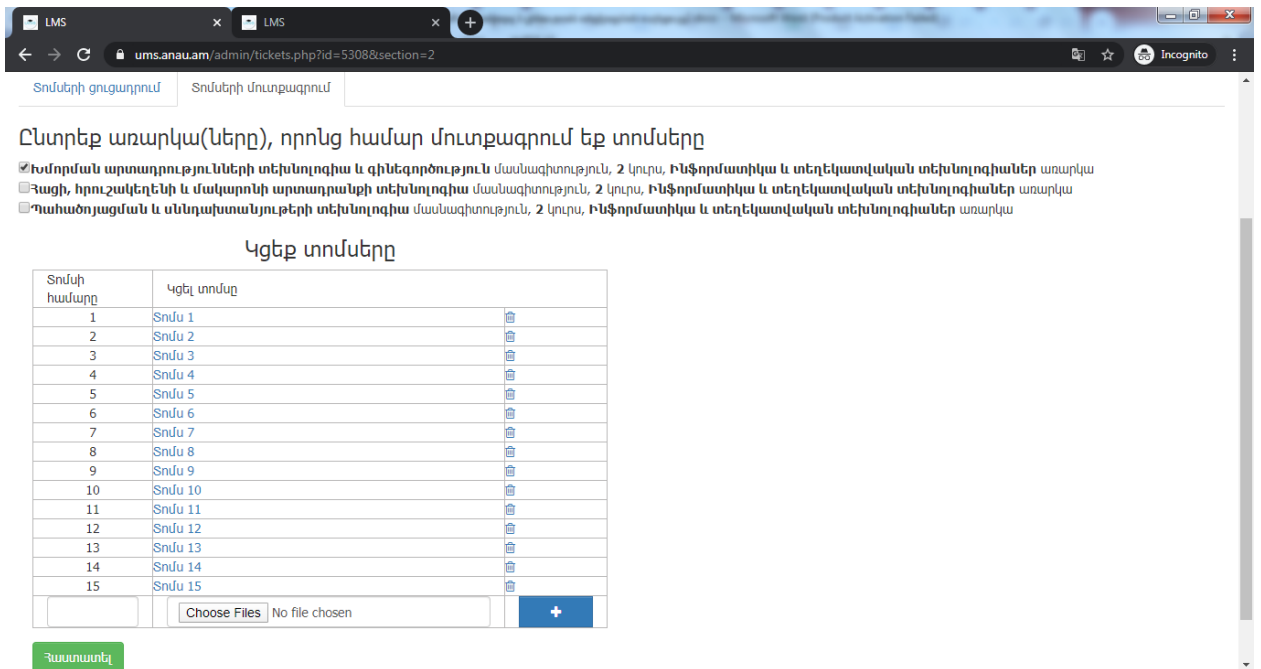 LMS
LMS
ums.anau.am/admin/tickets.php?id=5308&section=2
Incognito
Տոմսերի ցուցադրում
Տոմսերի մուտքագրում
Ընտրեք առարկա(ները), որոնց համար մուտքագրում եք տոմսերը
Խմորման արտադրությունների տեխնոլոգիա և գինեգործություն մասնագիտություն, 2 կուրս, Ինֆորմատիկա և տեղեկատվական տեխնոլոգիաներ առարկա
Հացի, հրուշակեղենի և մակարոնի արտադրանքի տեխնոլոգիա մասնագիտություն, 2 կուրս, Ինֆորմատիկա և տեղեկատվական տեխնոլոգիաներ առարկա
Պահածոյացման և սննդախտանյութերի տեխնոլոգիա մասնագիտություն, 2 կուրս, Ինֆորմատիկա և տեղեկատվական տեխնոլոգիաներ առարկա
Կցեք տոմսերը
Տոմսի համարը
Կցել տոմսը
1 Տոմս 1
2 Տոմս 2
3 Տոմս 3
4 Տոմս 4
5 Տոմս 5
6 Տոմս 6
7 Տոմս 7
8 Տոմս 8
9 Տոմս 9
10 Տոմս 10
11 Տոմս 11
12 Տոմս 12
13 Տոմս 13
14 Տոմս 14
15 Տոմս 15
Choose Files No file chosen
Հաստատել